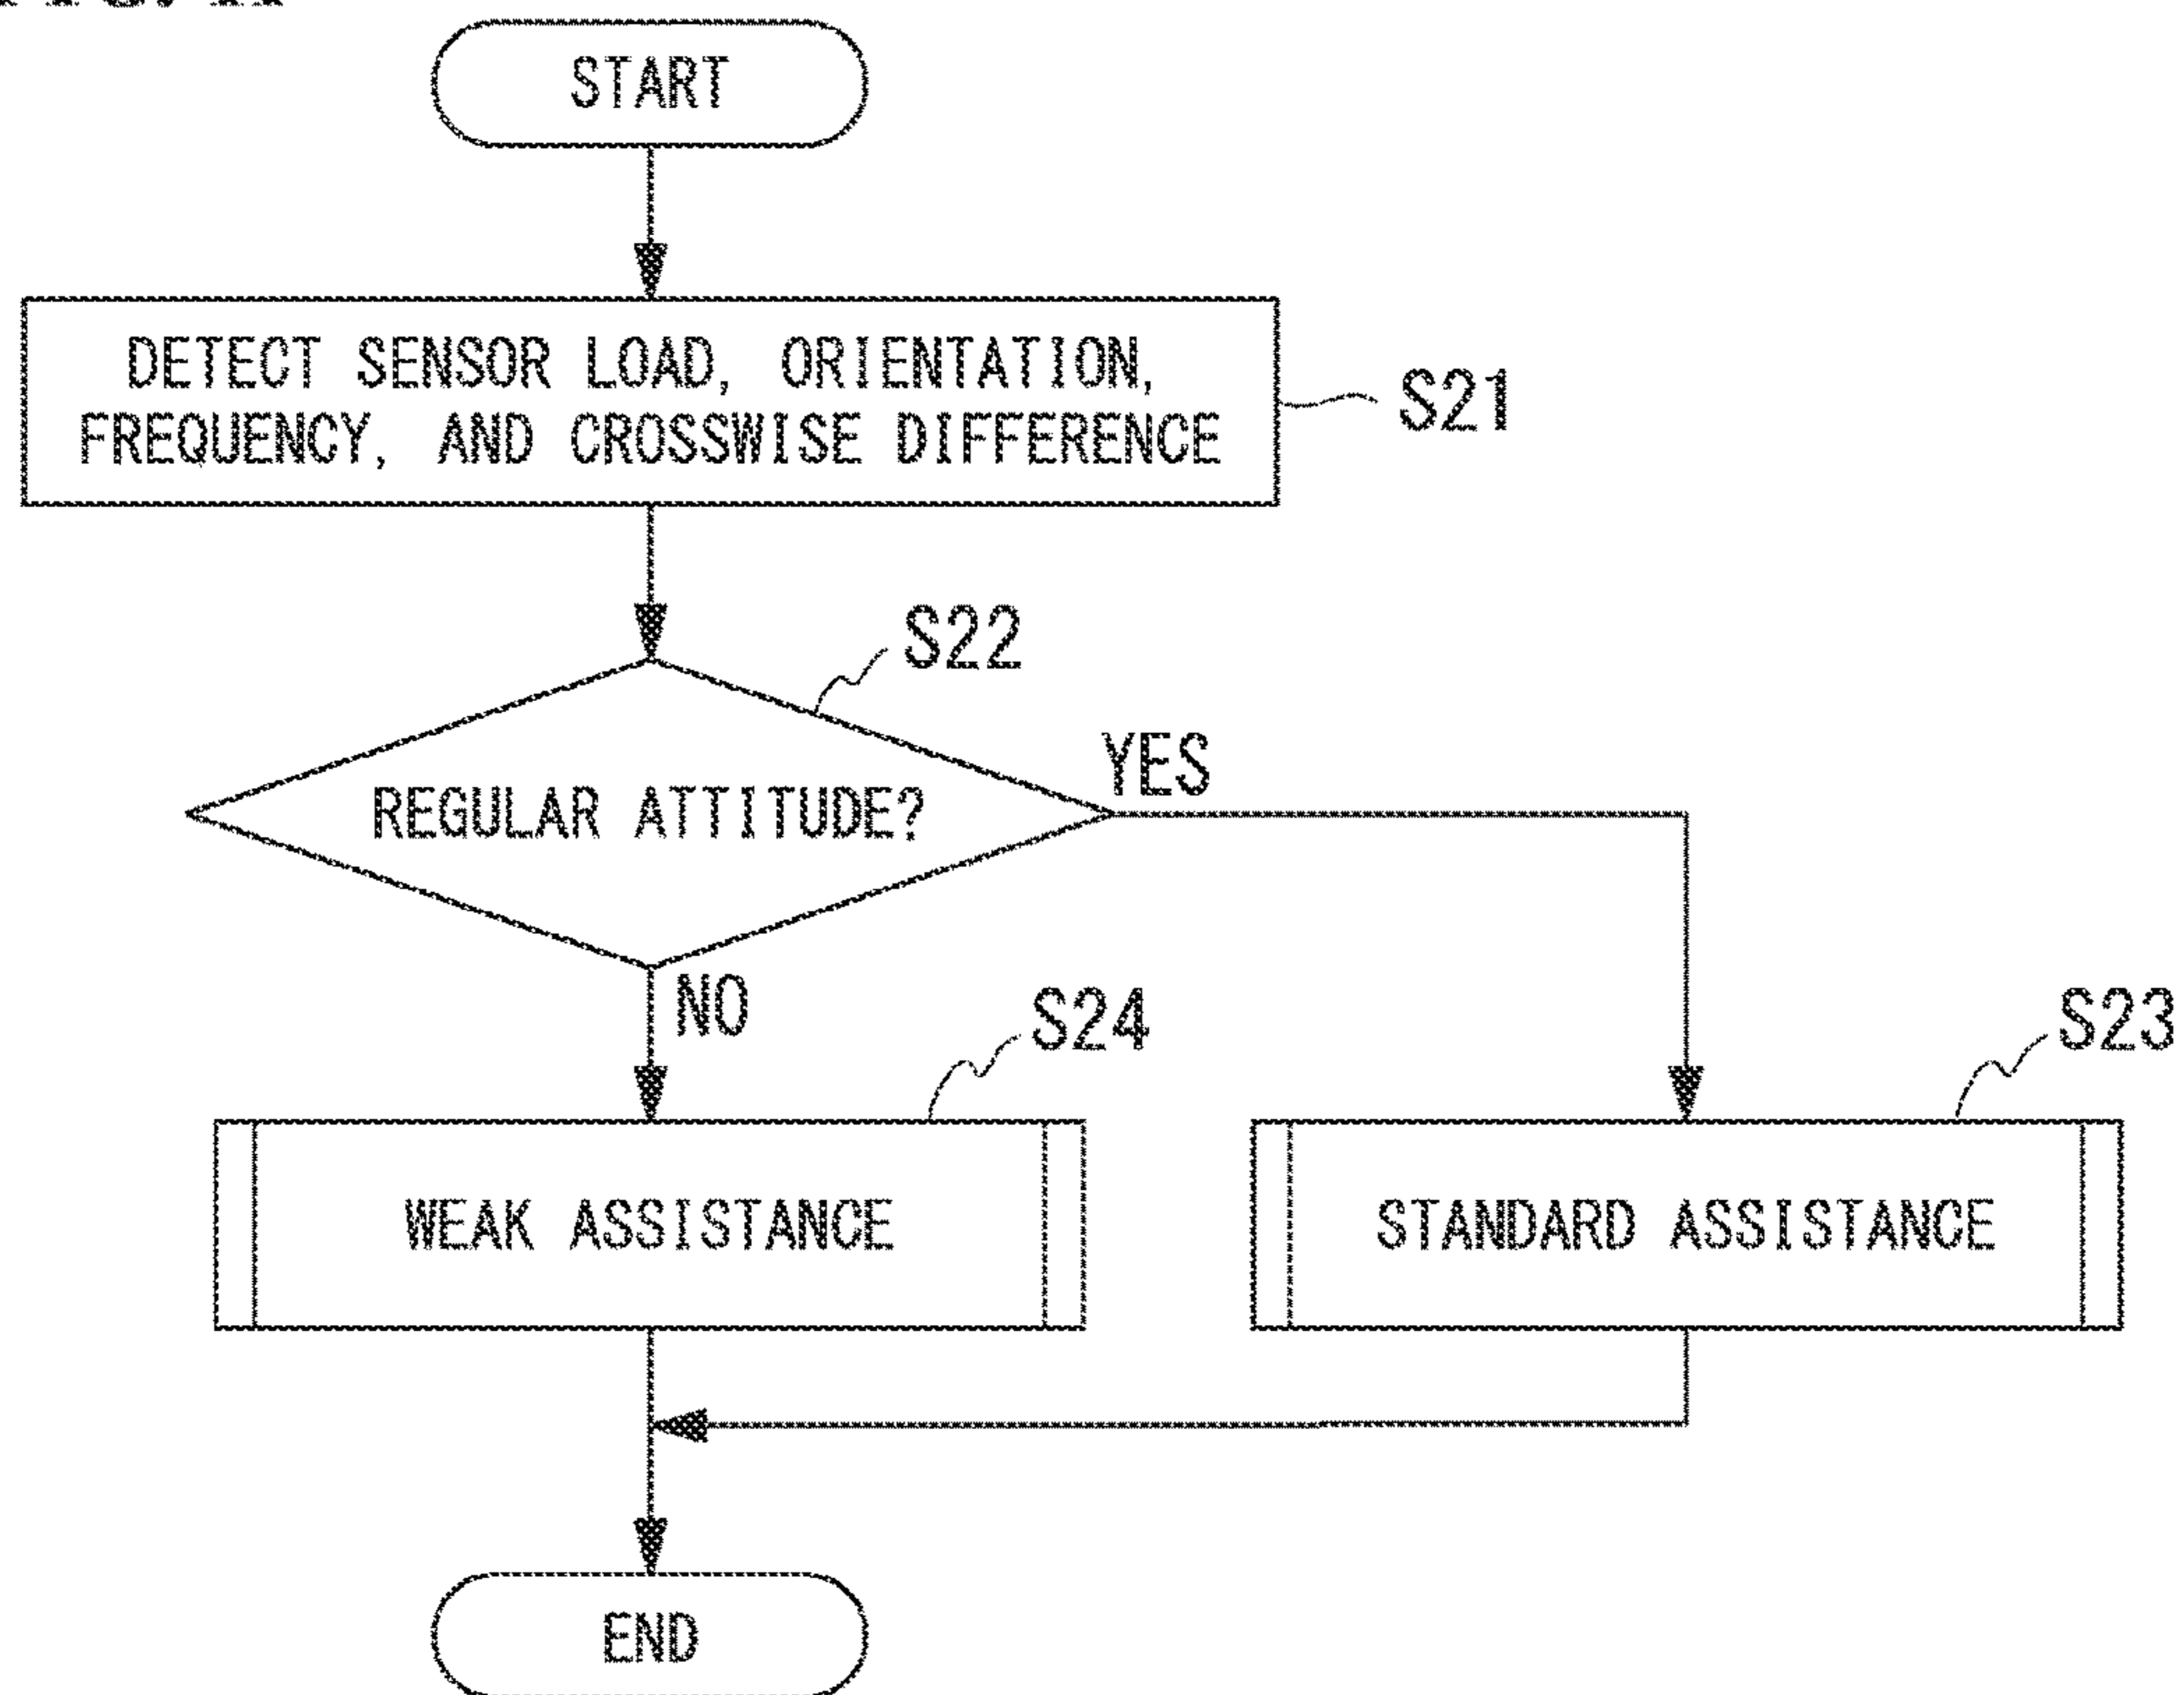 START
DETECT SENSOR LOAD, ORIENTATION,
FREQUENCY, AND CROSSWISE DIFFERENCE
S21
S22
REGULAR ATTITUDE?
YES
NO
S24
S23
WEAK ASSISTANCE
STANDARD ASSISTANCE
END